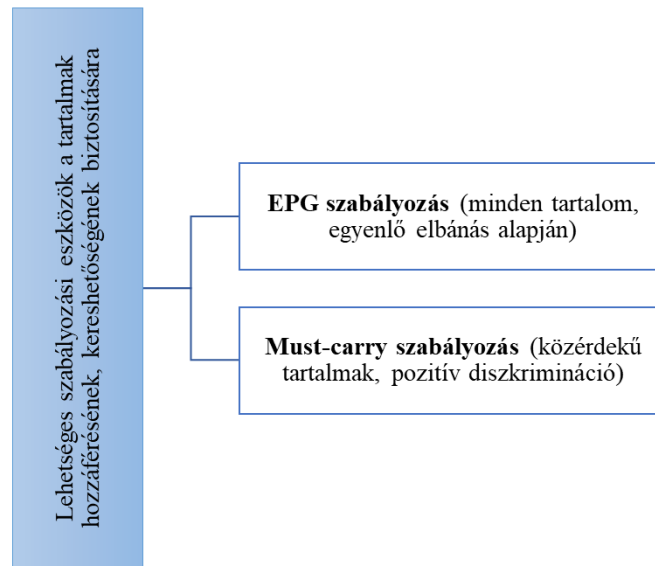 Lehetséges szabályozási eszközök a tartalmak
hozzáférésének, kereshetőségének biztosítására
EPG szabályozás (minden tartalom,
egyenlő elbánás alapján)
Must-carry szabályozás (közérdekű
tartalmak, pozitív diszkrimináció)